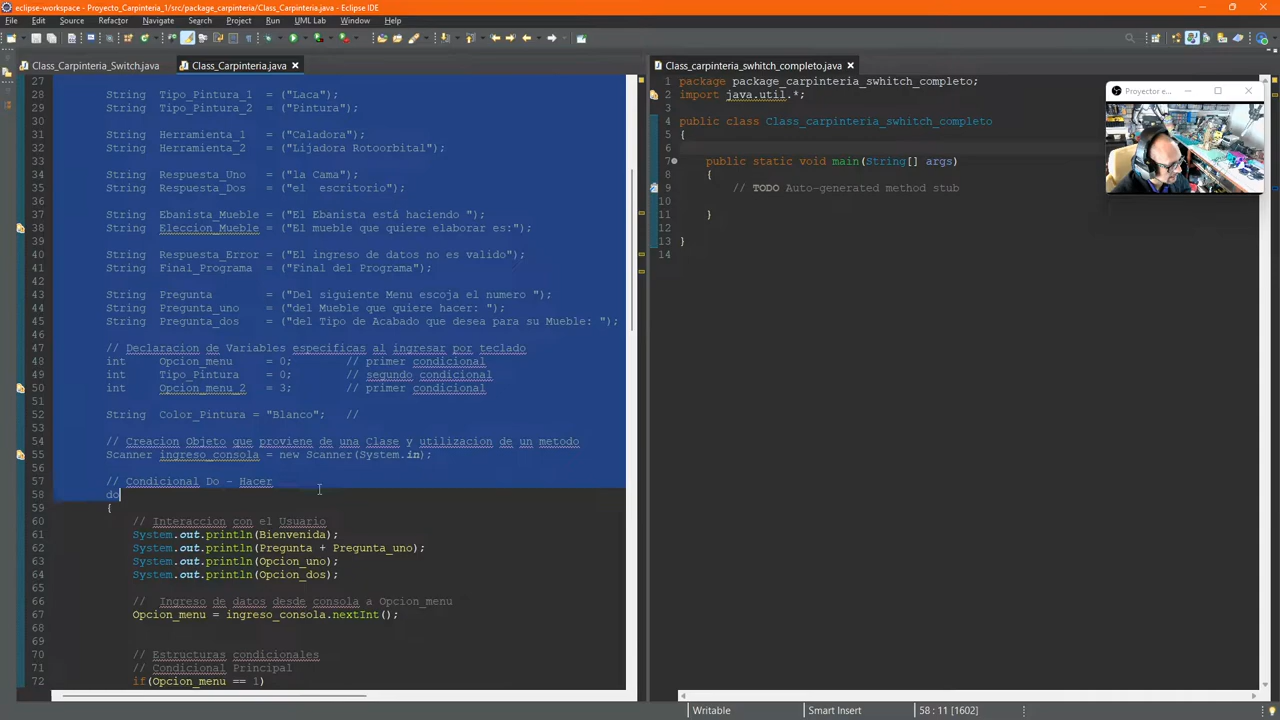 eclipse-workspace - Proyecto_Carpinteria_1/src/package_carpinteria/Class_Carpinteria.java - Eclipse IDE
File Edit Source Refactor Navigate Search Project Run UML Lab Window Help
Class_Carpinteria_Switch.java Class_Carpinteria.java
27
28 String Tipo_Pintura_1 = ("Laca");
29 String Tipo_Pintura_2 = ("Pintura");
30
31 String Herramienta_1 = ("Caladora");
32 String Herramienta_2 = ("Lijadora Rotoorbital");
33
34 String Respuesta_Uno = ("la Cama");
35 String Respuesta_Dos = ("el escritorio");
36
37 String Ebanista_Mueble = ("El Ebanista está haciendo ");
38 String Eleccion_Mueble = ("El mueble que quiere elaborar es:");
39
40 String Respuesta_Error = ("El ingreso de datos no es valido");
41 String Final_Programa = ("Final del Programa");
42
43 String Pregunta = ("Del siguiente Menu escoja el numero ");
44 String Pregunta_uno = ("del Mueble que quiere hacer: ");
45 String Pregunta_dos = ("del Tipo de Acabado que desea para su Mueble: ");
46
47 // Declaracion de Variables especificas al ingresar por teclado
48 int Opcion_menu = 0; // primer condicional
49 int Tipo_Pintura = 0; // segundo condicional
50 int Opcion_menu_2 = 3; // primer condicional
51
52 String Color_Pintura = "Blanco"; //
53
54 // Creacion Objeto que proviene de una Clase y utilizacion de un metodo
55 Scanner ingreso_consola = new Scanner(System.in);
56
57 // Condicional Do - Hacer
58 do
59 {
60 // Interaccion con el Usuario
61 System.out.println(Bienvenida);
62 System.out.println(Pregunta + Pregunta_uno);
63 System.out.println(Opcion_uno);
64 System.out.println(Opcion_dos);
65
66 // Ingreso de datos desde consola a Opcion_menu
67 Opcion_menu = ingreso_consola.nextInt();
68
69
70 // Estructuras condicionales
71 // Condicional Principal
72 if(Opcion_menu == 1)
Class_carpinteria_swhitch_completo.java
1 package package_carpinteria_swhitch_completo;
2 import java.util.*;
3
4 public class Class_carpinteria_swhitch_completo
5 {
6
7 public static void main(String[] args)
8 {
9 // TODO Auto-generated method stub
10
11 }
12
13 }
14
Proyector e...
Writable Smart Insert 58 : 11 [1602]